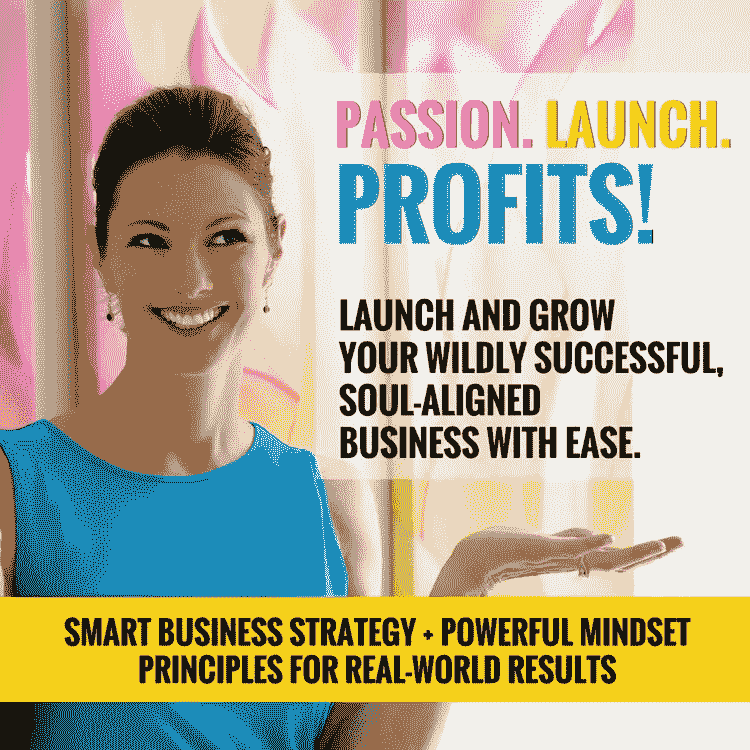 PASSION. LAUNCH.
PROFITS!
LAUNCH AND GROW
YOUR WILDLY SUCCESSFUL,
SOUL-ALIGNED
BUSINESS WITH EASE.
SMART BUSINESS STRATEGY + POWERFUL MINDSET
PRINCIPLES FOR REAL-WORLD RESULTS